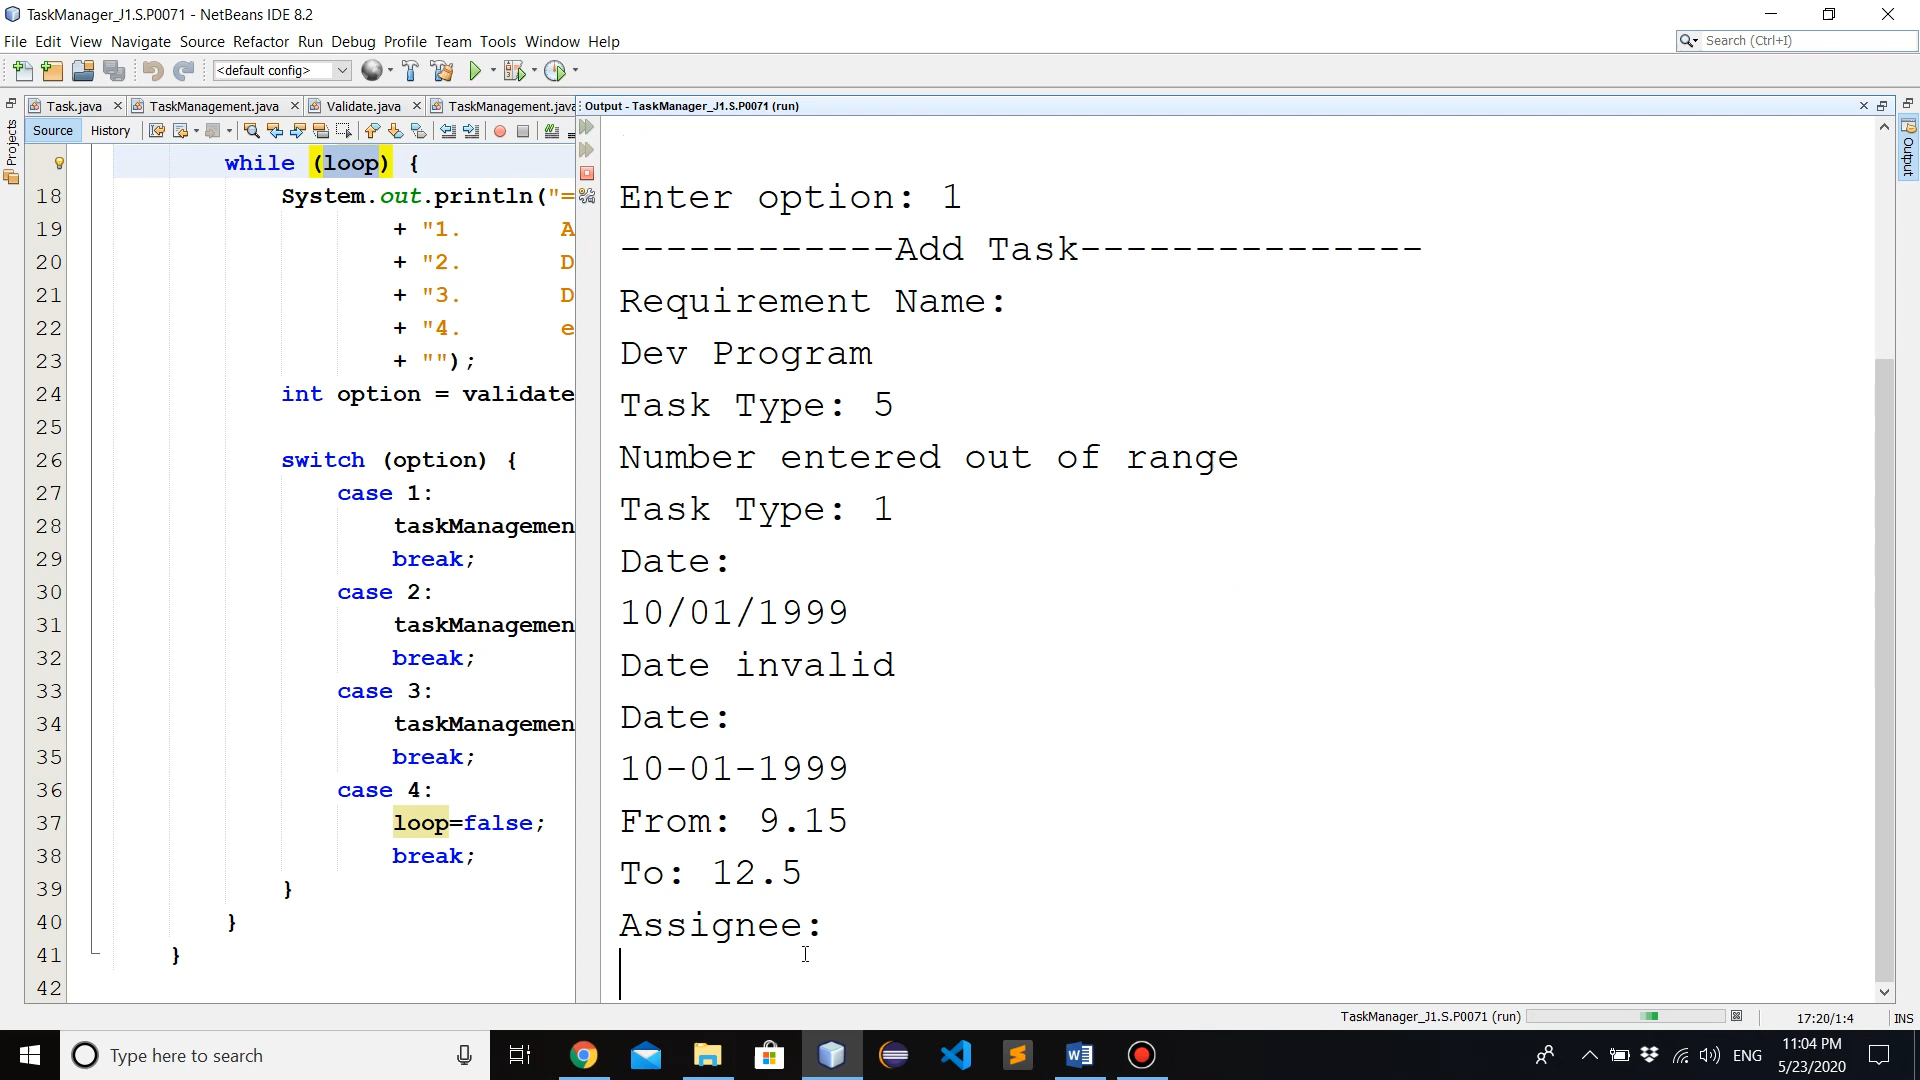 TaskManager_J1.S.P0071 - NetBeans IDE 8.2
File Edit View Navigate Source Refactor Run Debug Profile Team Tools Window Help
Search (Ctrl+I)
<default config>
Task.java TaskManagement.java Validate.java TaskManagement.java
Output - TaskManager_J1.S.P0071 (run)
Source History
Projects
Output
while (loop) {
18 System.out.println("=
19 + "1. A
20 + "2. D
21 + "3. D
22 + "4. e
23 + "");
24 int option = validate
25
26 switch (option) {
27 case 1:
28 taskManagemen
29 break;
30 case 2:
31 taskManagemen
32 break;
33 case 3:
34 taskManagemen
35 break;
36 case 4:
37 loop=false;
38 break;
39 }
40 }
41 }
42
Enter option: 1
------------Add Task---------------
Requirement Name:
Dev Program
Task Type: 5
Number entered out of range
Task Type: 1
Date:
10/01/1999
Date invalid
Date:
10-01-1999
From: 9.15
To: 12.5
Assignee:
TaskManager_J1.S.P0071 (run)
17:20/1:4 INS
Type here to search
ENG
11:04 PM
5/23/2020